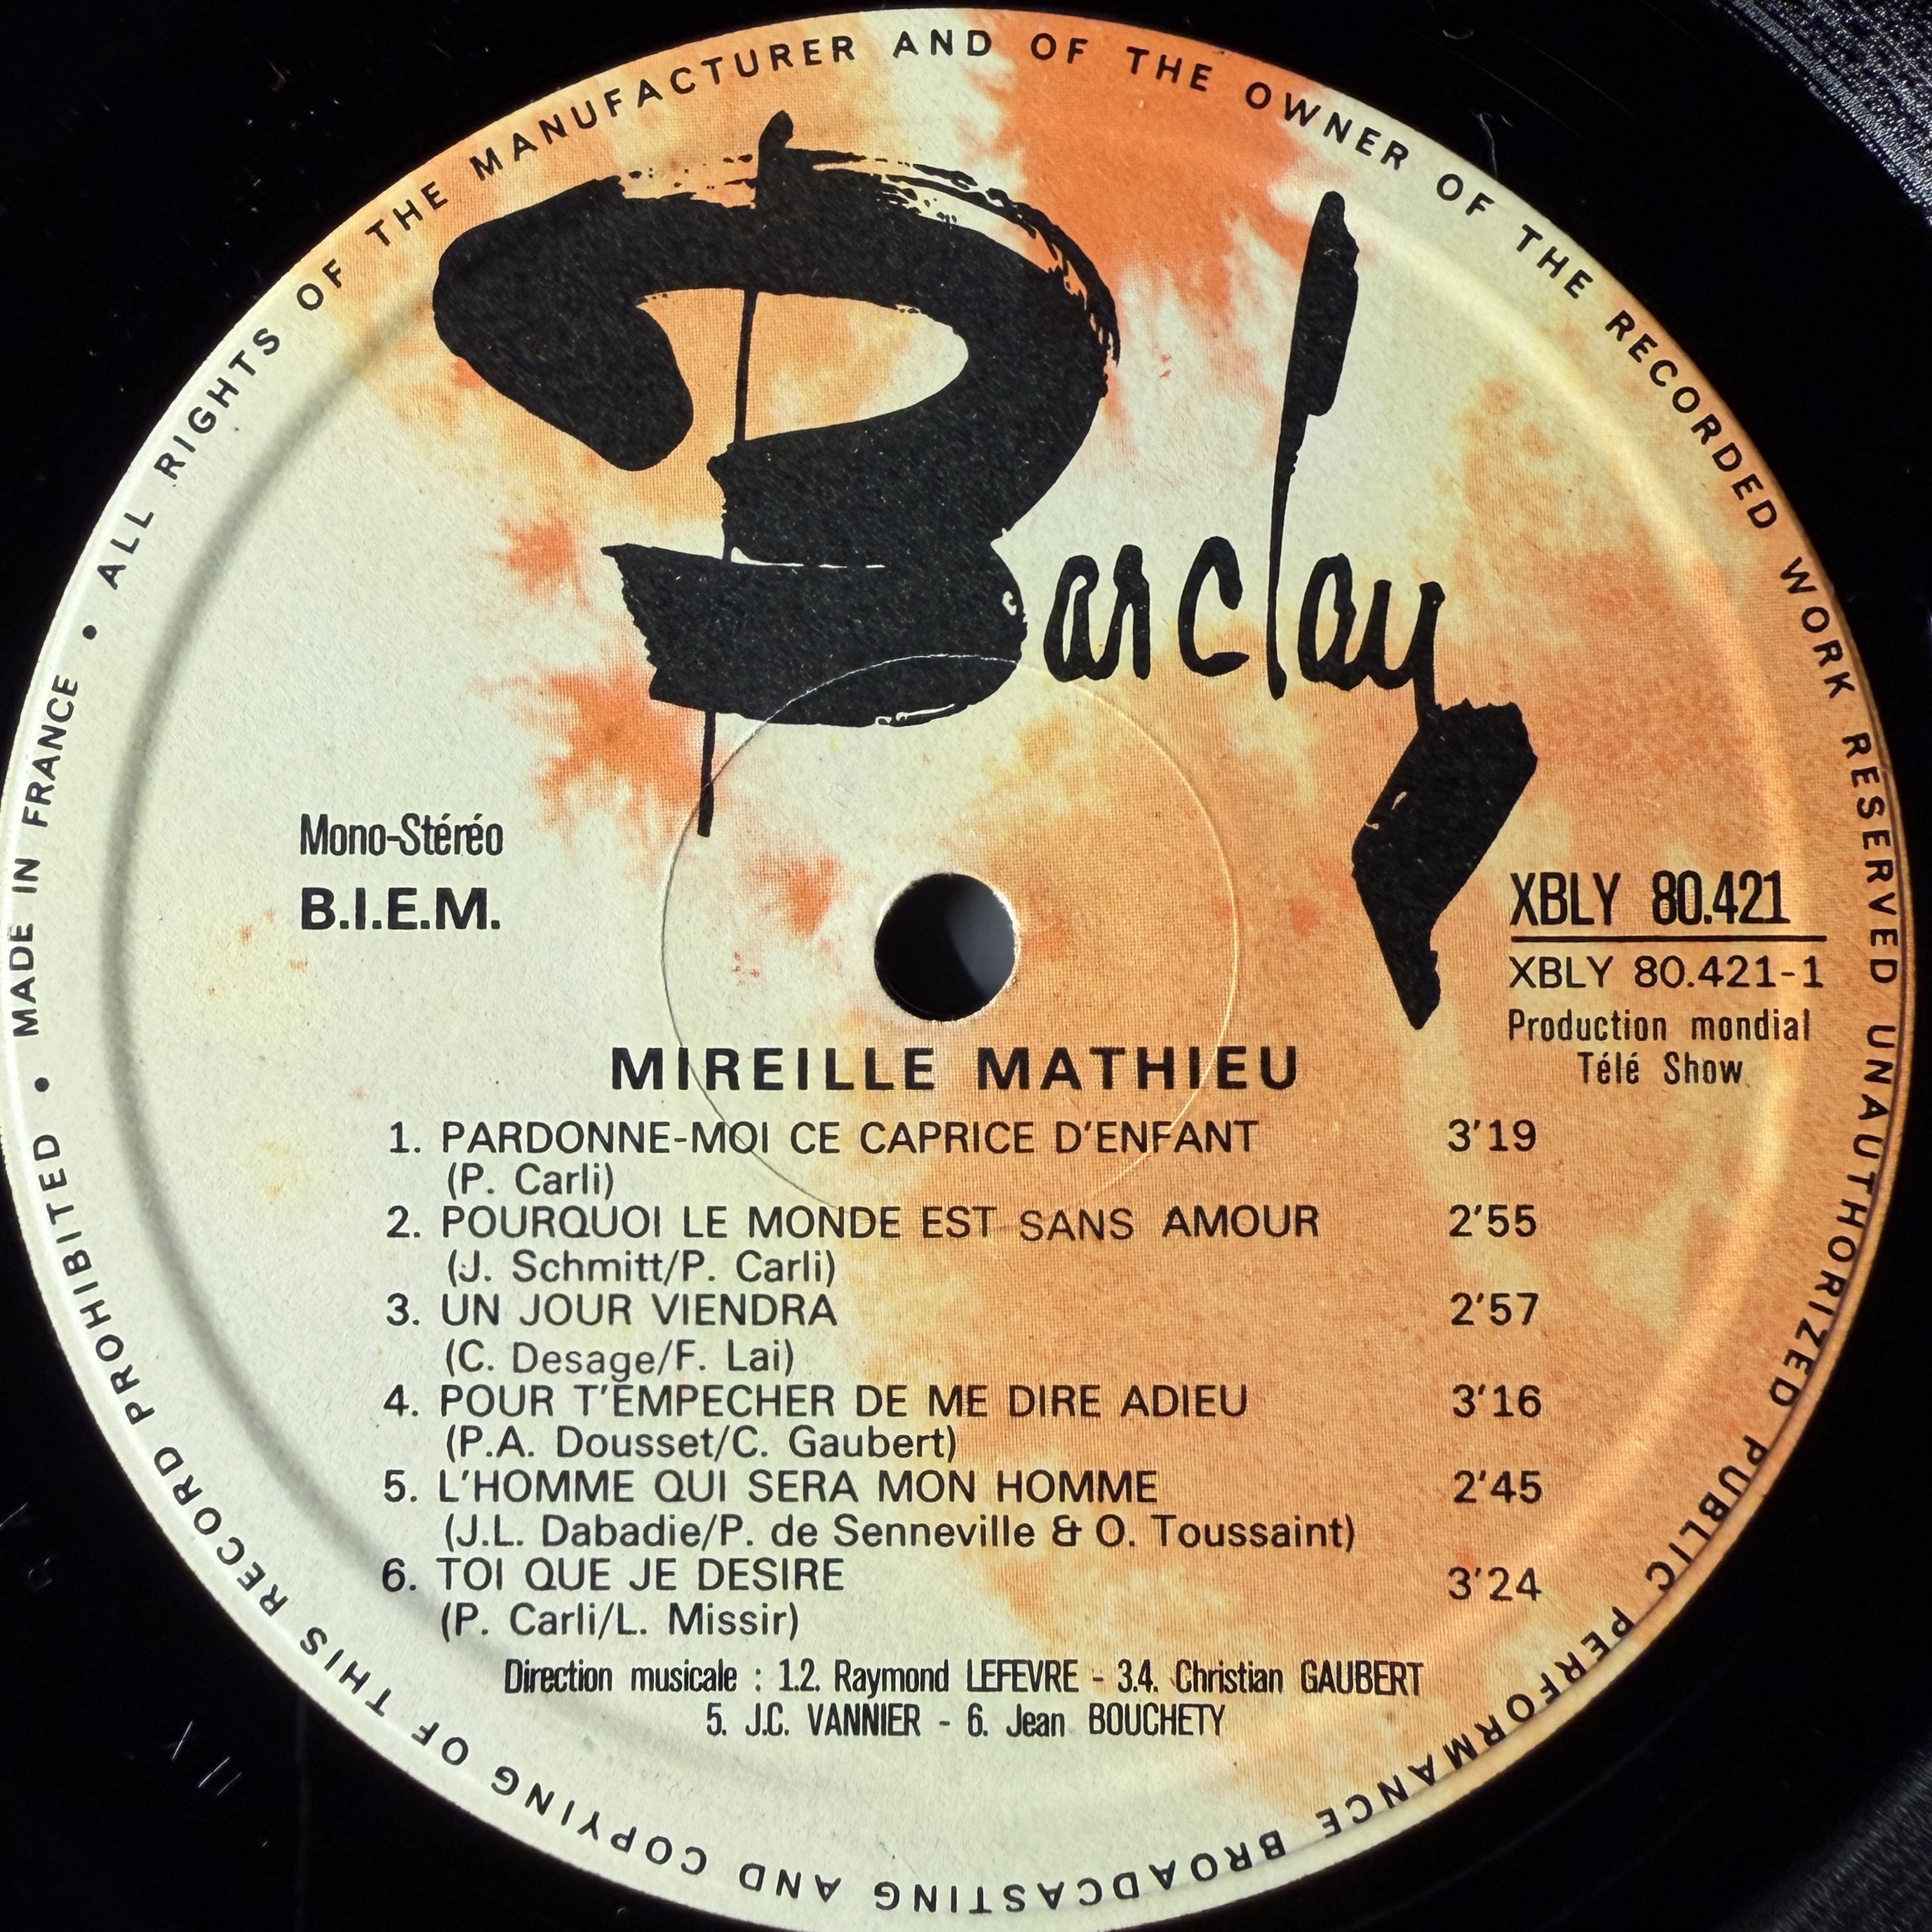 MADE IN FRANCE • ALL RIGHTS OF THE MANUFACTURER AND OF THE OWNER OF THE RECORDED WORK RESERVED UNAUTHORIZED PUBLIC PERFORMANCE BROADCASTING AND COPYING OF THIS RECORD PROHIBITED •
Barclay
Mono-Stéréo
B.I.E.M.
XBLY 80.421
XBLY 80.421-1
Production mondial
Télé Show
MIREILLE MATHIEU
1. PARDONNE-MOI CE CAPRICE D'ENFANT 3'19
(P. Carli)
2. POURQUOI LE MONDE EST SANS AMOUR 2'55
(J. Schmitt/P. Carli)
3. UN JOUR VIENDRA 2'57
(C. Desage/F. Lai)
4. POUR T'EMPECHER DE ME DIRE ADIEU 3'16
(P.A. Dousset/C. Gaubert)
5. L'HOMME QUI SERA MON HOMME 2'45
(J.L. Dabadie/P. de Senneville & O. Toussaint)
6. TOI QUE JE DESIRE 3'24
(P. Carli/L. Missir)
Direction musicale : 1.2. Raymond LEFEVRE - 3.4. Christian GAUBERT
5. J.C. VANNIER - 6. Jean BOUCHETY